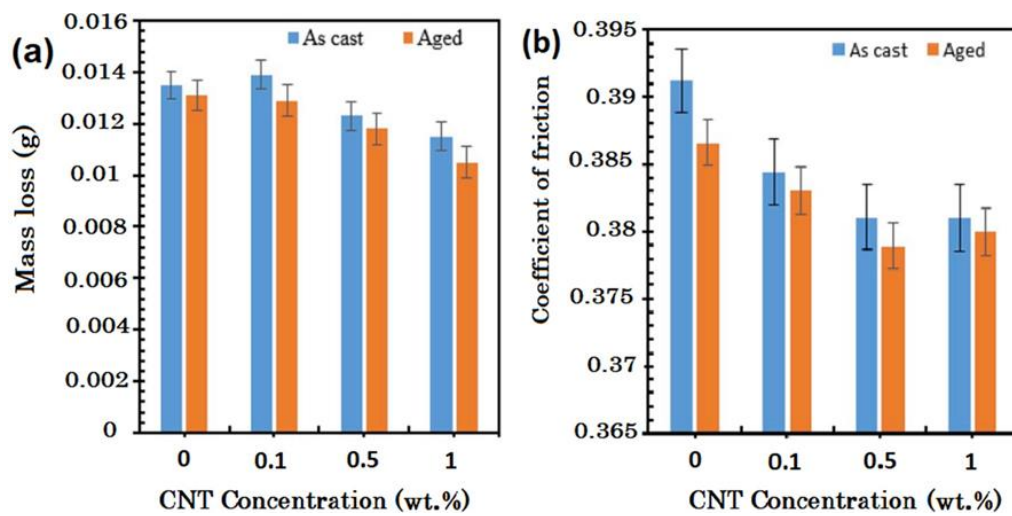 (a)
As cast Aged
Mass loss (g)
0.016
0.014
0.012
0.01
0.008
0.006
0.004
0.002
0
0 0.1 0.5 1
CNT Concentration (wt.%)
(b)
As cast Aged
Coefficient of friction
0.395
0.39
0.385
0.38
0.375
0.37
0.365
0 0.1 0.5 1
CNT Concentration (wt.%)